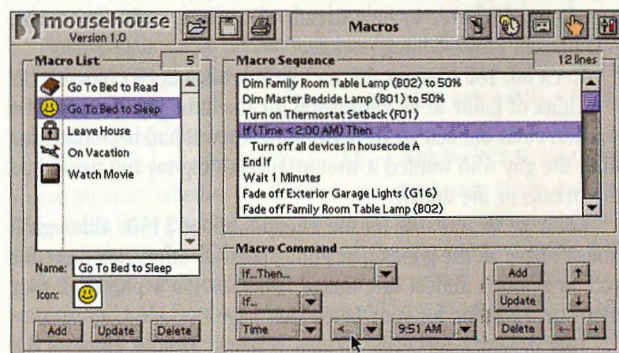 mousehouse
Version 1.0
Macros
Macro List
5
Go To Bed to Read
Go To Bed to Sleep
Leave House
On Vacation
Watch Movie
Name: Go To Bed to Sleep
Icon:
Add Update Delete
Macro Sequence
12 lines
Dim Family Room Table Lamp (B02) to 50%
Dim Master Bedside Lamp (B01) to 50%
Turn on Thermostat Setback (F01)
If (Time < 2:00 AM) Then
Turn off all devices in housecode A
End If
Wait 1 Minutes
Fade off Exterior Garage Lights (G16)
Fade off Family Room Table Lamp (B02)
Macro Command
If...Then...
If...
Time < 9:51 AM
Add
Update
Delete